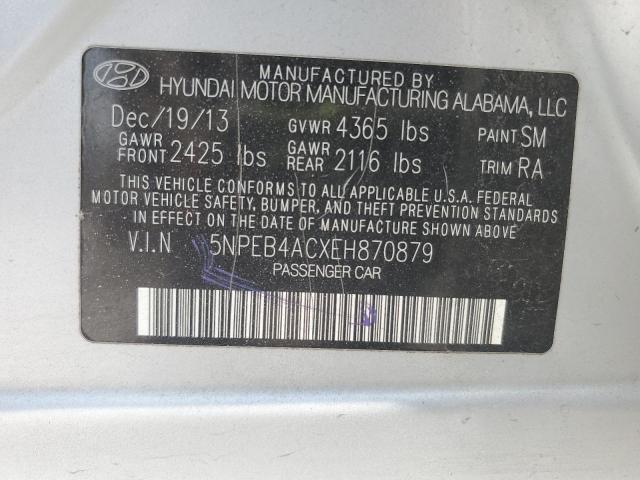 MANUFACTURED BY
HYUNDAI MOTOR MANUFACTURING ALABAMA, LLC
Dec/19/13 GVWR 4365 lbs PAINT SM
GAWR FRONT 2425 lbs GAWR REAR 2116 lbs TRIM RA
THIS VEHICLE CONFORMS TO ALL APPLICABLE U.S.A. FEDERAL
MOTOR VEHICLE SAFETY, BUMPER, AND THEFT PREVENTION STANDARDS
IN EFFECT ON THE DATE OF MANUFACTURE SHOWN ABOVE.
V.I.N 5NPEB4ACXEH870879
PASSENGER CAR